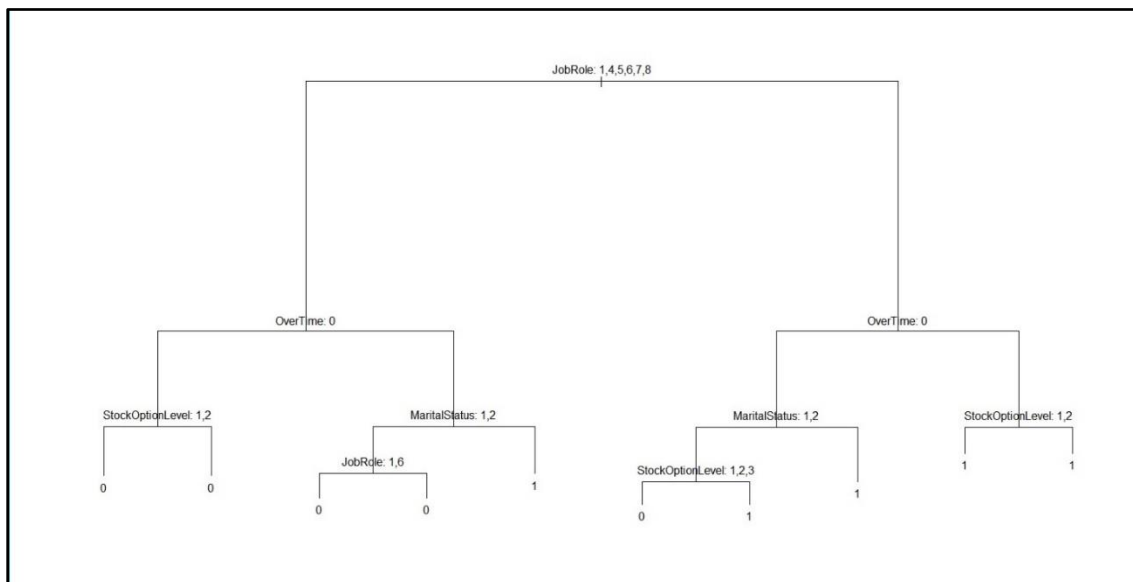 JobRole: 1,4,5,6,7,8
OverTime: 0
OverTime: 0
StockOptionLevel: 1,2
MaritalStatus: 1,2
MaritalStatus: 1,2
StockOptionLevel: 1,2
JobRole: 1,6
StockOptionLevel: 1,2,3
1 1
0 0
1
1
0 0
0 1